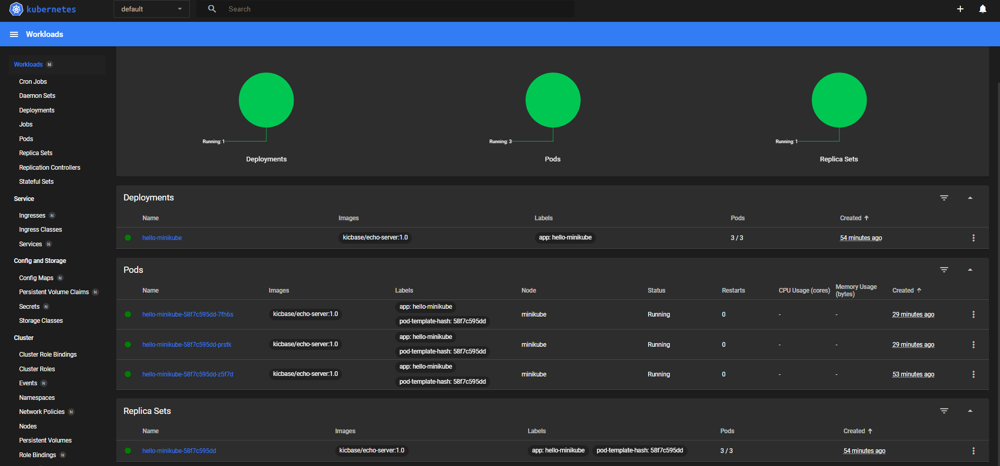 kubernetes
default
Search
Workloads
Workloads N
Cron Jobs
Daemon Sets
Deployments
Jobs
Pods
Replica Sets
Replication Controllers
Stateful Sets
Service
Ingresses N
Ingress Classes
Services N
Config and Storage
Config Maps N
Persistent Volume Claims N
Secrets N
Storage Classes
Cluster
Cluster Role Bindings
Cluster Roles
Events N
Namespaces
Network Policies N
Nodes
Persistent Volumes
Role Bindings N
Running: 1
Deployments
Running: 3
Pods
Running: 1
Replica Sets
Deployments
Name Images Labels Pods Created
hello-minikube kicbase/echo-server:1.0 app: hello-minikube 3 / 3 54 minutes ago
Pods
Name Images Labels Node Status Restarts CPU Usage (cores) Memory Usage (bytes) Created
hello-minikube-58f7c595dd-7fh6s kicbase/echo-server:1.0 app: hello-minikube pod-template-hash: 58f7c595dd minikube Running 0 - - 29 minutes ago
hello-minikube-58f7c595dd-prstk kicbase/echo-server:1.0 app: hello-minikube pod-template-hash: 58f7c595dd minikube Running 0 - - 29 minutes ago
hello-minikube-58f7c595dd-z5f7d kicbase/echo-server:1.0 app: hello-minikube pod-template-hash: 58f7c595dd minikube Running 0 - - 53 minutes ago
Replica Sets
Name Images Labels Pods Created
hello-minikube-58f7c595dd kicbase/echo-server:1.0 app: hello-minikube pod-template-hash: 58f7c595dd 3 / 3 54 minutes ago